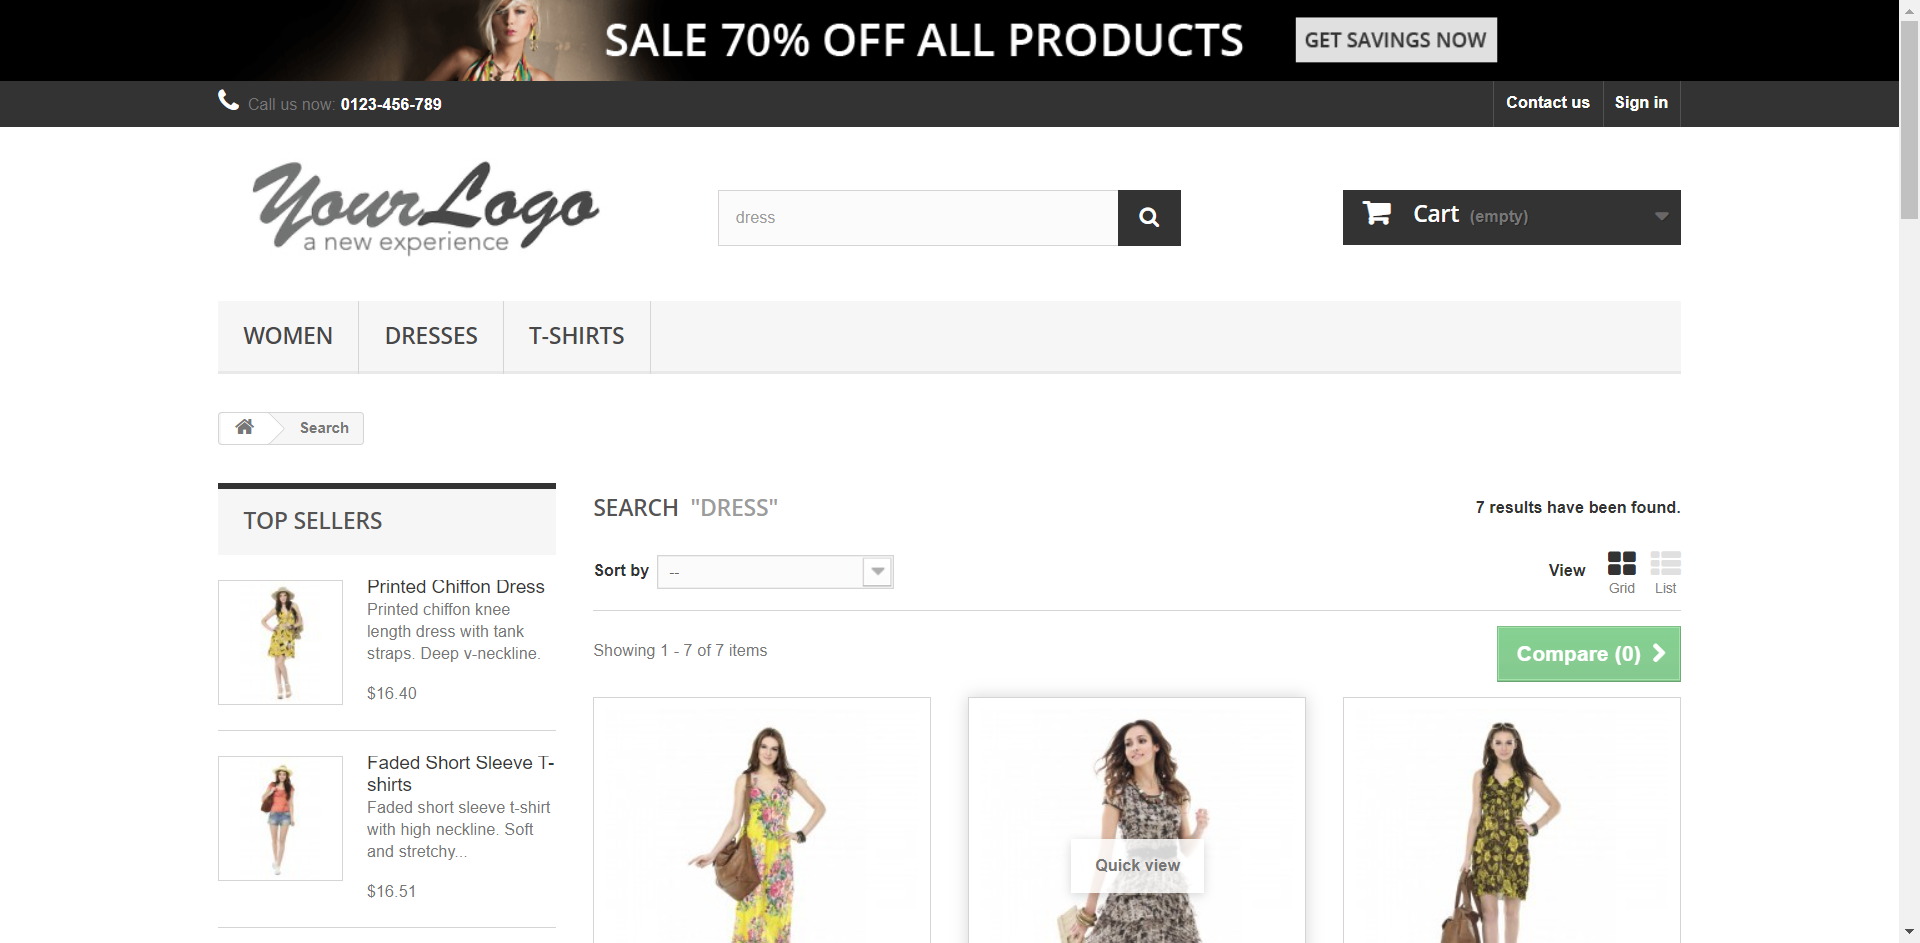 SALE 70% OFF ALL PRODUCTS GET SAVINGS NOW
Call us now: 0123-456-789 Contact us Sign in
YourLogo
a new experience
dress
Cart (empty)
WOMEN DRESSES T-SHIRTS
Search
TOP SELLERS
Printed Chiffon Dress
Printed chiffon knee
length dress with tank
straps. Deep v-neckline.
$16.40
Faded Short Sleeve T-
shirts
Faded short sleeve t-shirt
with high neckline. Soft
and stretchy...
$16.51
SEARCH "DRESS" 7 results have been found.
Sort by -- View Grid List
Showing 1 - 7 of 7 items Compare (0)
Quick view